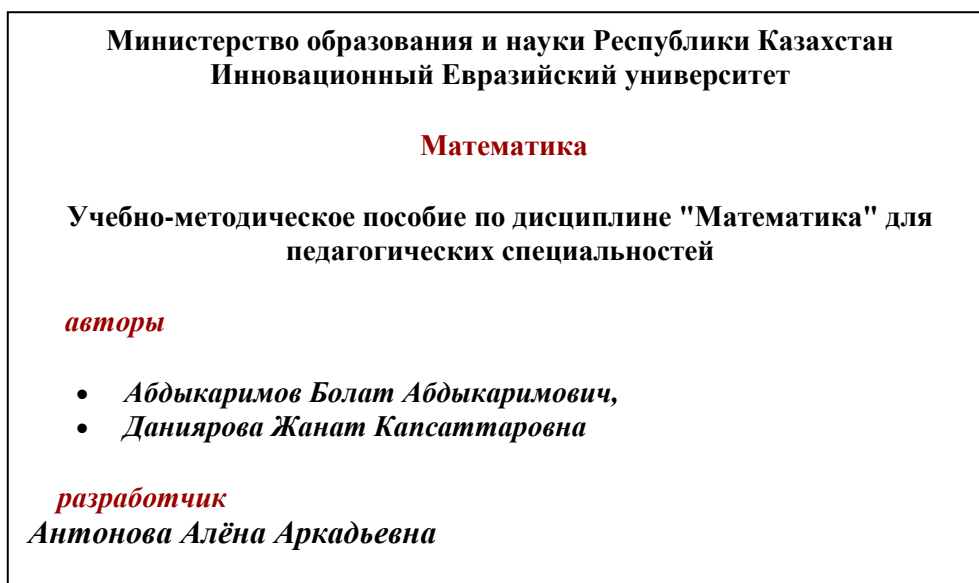 Министерство образования и науки Республики Казахстан
Инновационный Евразийский университет
Математика
Учебно-методическое пособие по дисциплине "Математика" для
педагогических специальностей
авторы
• Абдыкаримов Болат Абдыкаримович,
• Даниярова Жанат Капсаттаровна
разработчик
Антонова Алёна Аркадьевна